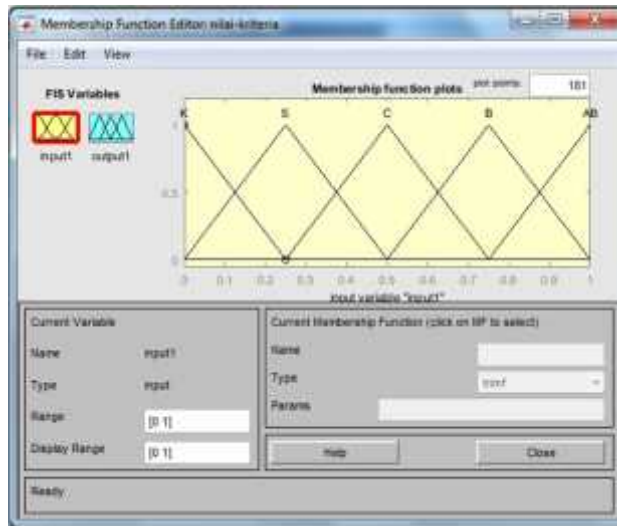 Membership Function Editor: nilai-kriteria
File Edit View
FIS Variables
input1 output1
Membership function plots
plot points: 181
K S C B AB
1
0.5
0
0 0.1 0.2 0.3 0.4 0.5 0.6 0.7 0.8 0.9 1
input variable "input1"
Current Variable
Name input1
Type input
Range [0 1]
Display Range [0 1]
Current Membership Function (click on MF to select)
Name
Type trimf
Params
Help Close
Ready